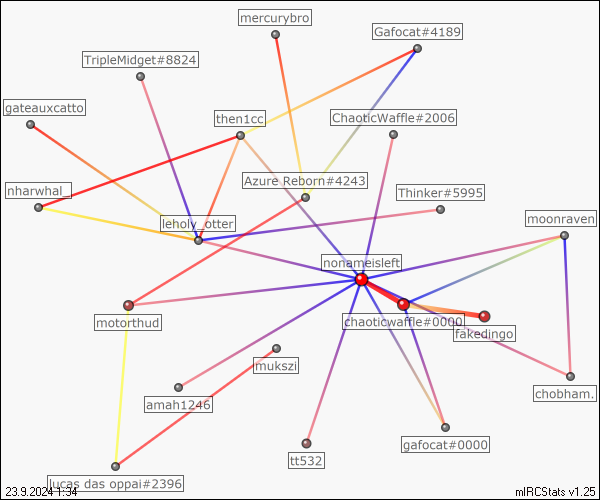 mercurybro
Gafocat#4189
TripleMidget#8824
gateauxcatto
then1cc
ChaoticWaffle#2006
Azure Reborn#4243
nharwhal_
Thinker#5995
leholy_otter
moonraven
nonameisleft
motorthud
chaoticwaffle#0000
fakedingo
mukszi
amah1246
chobham.
gafocat#0000
tt532
lucas das oppai#2396
23.9.2024 1:34
mIRCStats v1.25